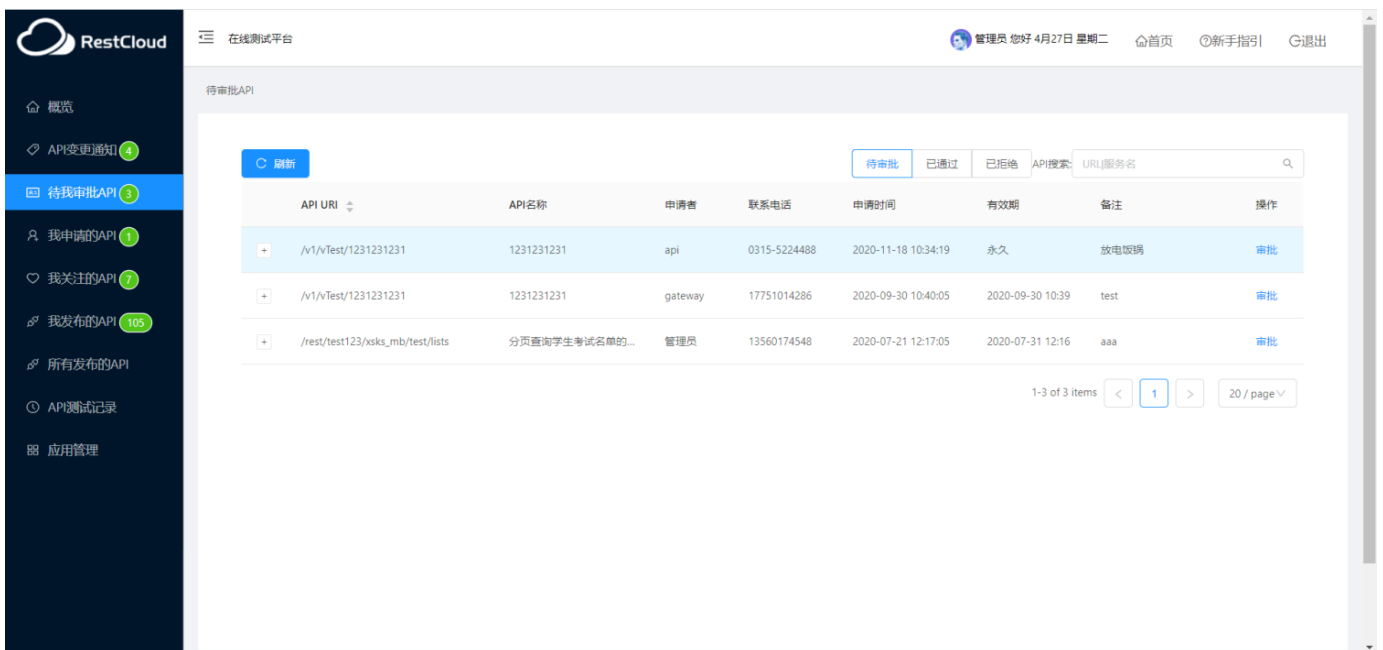 RestCloud
在线测试平台
管理员 您好 4月27日 星期二 首页 新手指引 退出
待审批API
概览
API变更通知 4
待我审批API 3
我申请的API 1
我关注的API 7
我发布的API 105
所有发布的API
API测试记录
应用管理
刷新 待审批 已通过 已拒绝 API搜索: URL|服务名
API URI API名称 申请者 联系电话 申请时间 有效期 备注 操作
+ /v1/vTest/1231231231 1231231231 api 0315-5224488 2020-11-18 10:34:19 永久 放电饭锅 审批
+ /v1/vTest/1231231231 1231231231 gateway 17751014286 2020-09-30 10:40:05 2020-09-30 10:39 test 审批
+ /rest/test123/xsks_mb/test/lists 分页查询学生考试名单的... 管理员 13560174548 2020-07-21 12:17:05 2020-07-31 12:16 aaa 审批
1-3 of 3 items < 1 > 20 / page